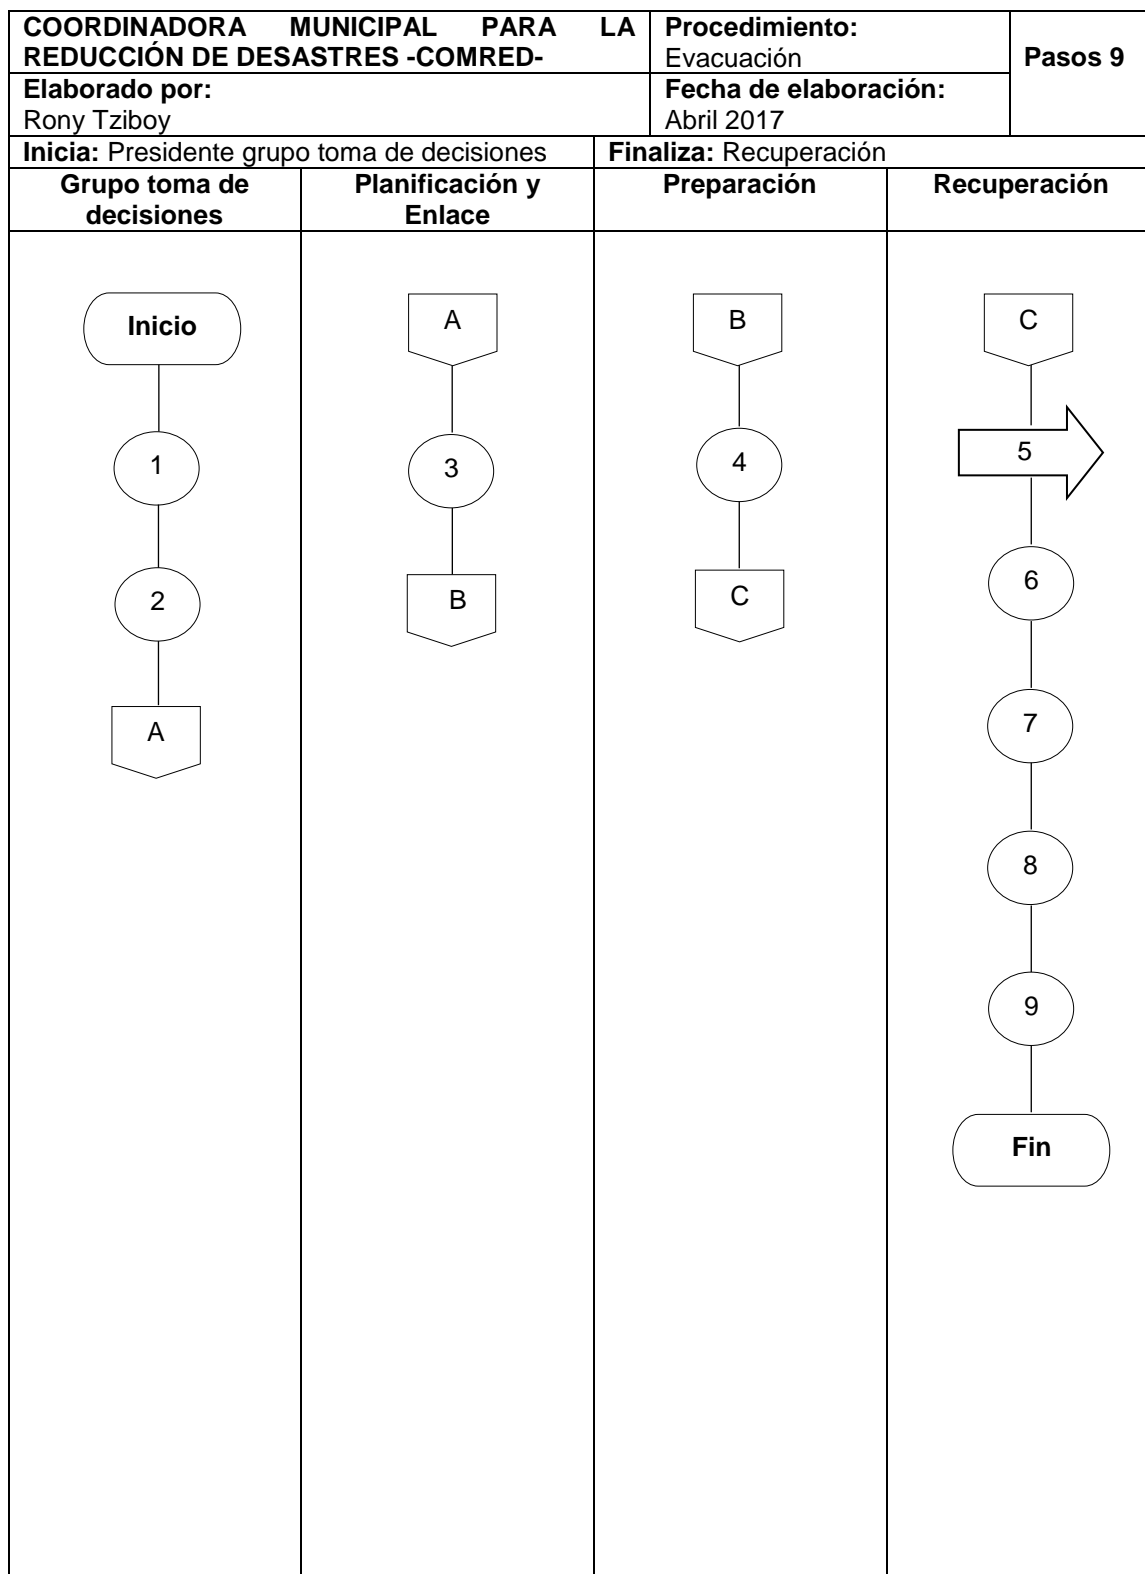 COORDINADORA MUNICIPAL PARA LA
REDUCCIÓN DE DESASTRES -COMRED-
Procedimiento:
Evacuación
Pasos 9
Elaborado por:
Rony Tziboy
Fecha de elaboración:
Abril 2017
Inicia: Presidente grupo toma de decisiones
Finaliza: Recuperación
Grupo toma de
decisiones
Planificación y
Enlace
Preparación
Recuperación
Inicio
1
2
A
A
3
B
B
4
C
C
5
6
7
8
9
Fin